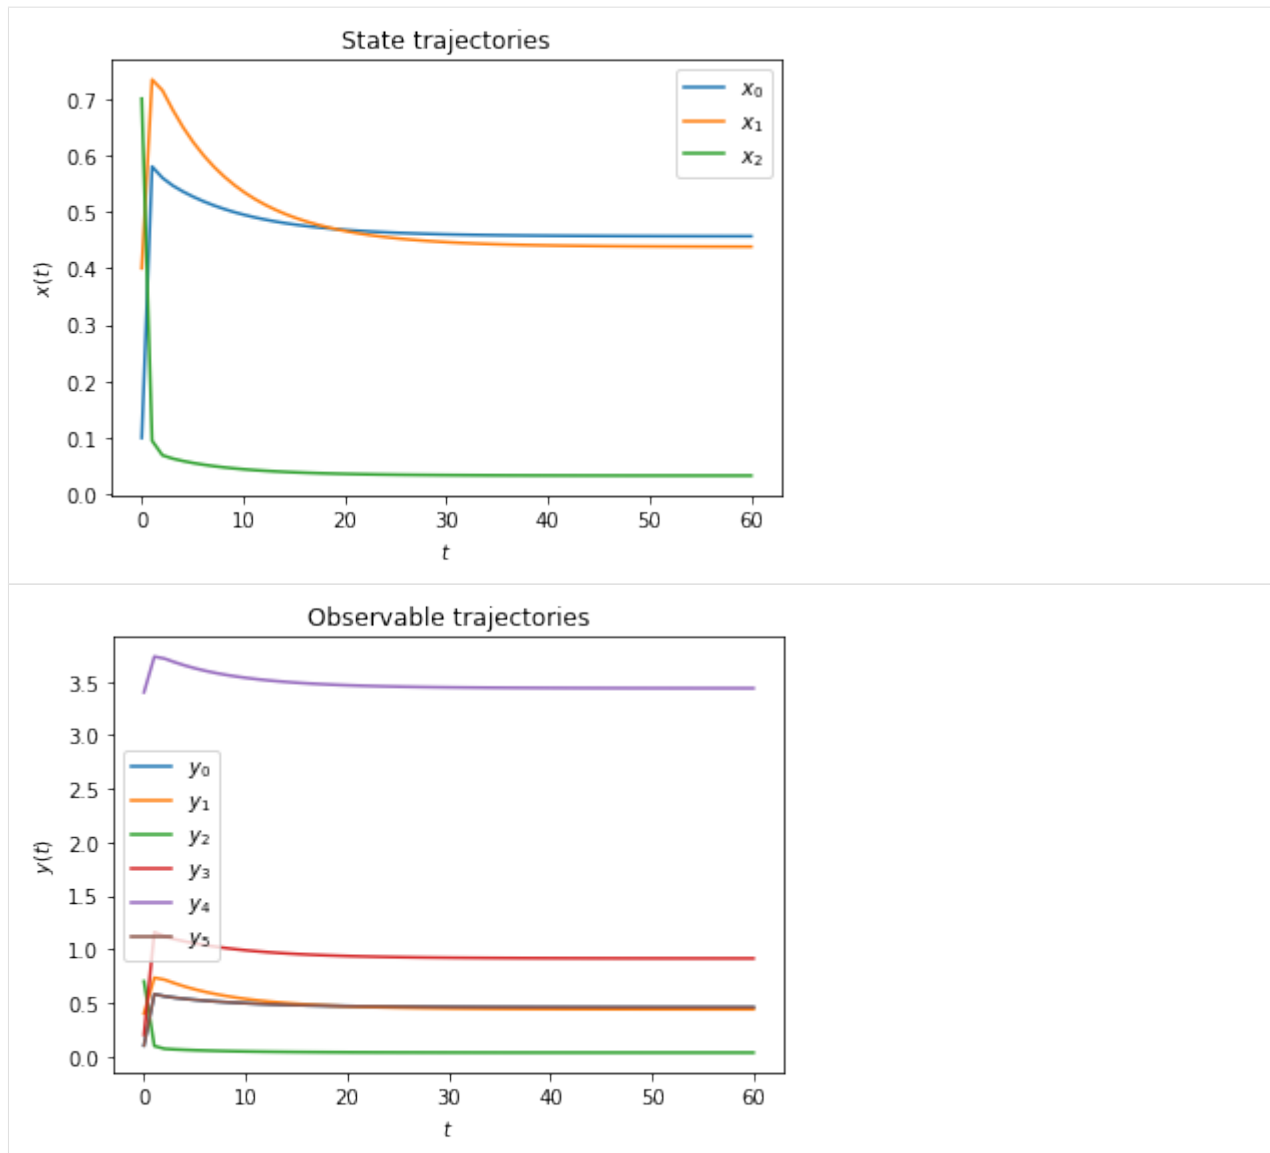 State trajectories
x(t)
0.7
0.6
0.5
0.4
0.3
0.2
0.1
0.0
x₀
x₁
x₂
0 10 20 30 40 50 60
t
Observable trajectories
y(t)
3.5
3.0
2.5
2.0
1.5
1.0
0.5
0.0
y₀
y₁
y₂
y₃
y₄
y₅
0 10 20 30 40 50 60
t